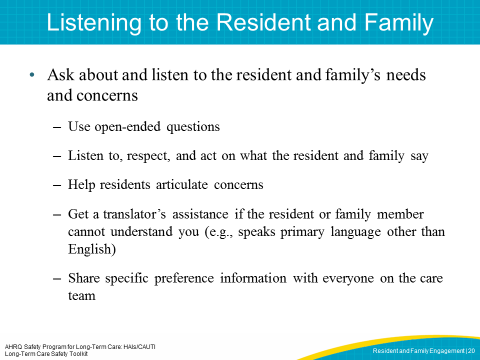 Listening to the Resident and Family
• Ask about and listen to the resident and family's needs
and concerns
– Use open-ended questions
– Listen to, respect, and act on what the resident and family say
– Help residents articulate concerns
– Get a translator's assistance if the resident or family member
cannot understand you (e.g., speaks primary language other than
English)
– Share specific preference information with everyone on the care
team
AHRQ Safety Program for Long-Term Care: HAIs/CAUTI
Long-Term Care Safety Toolkit
Resident and Family Engagement | 20